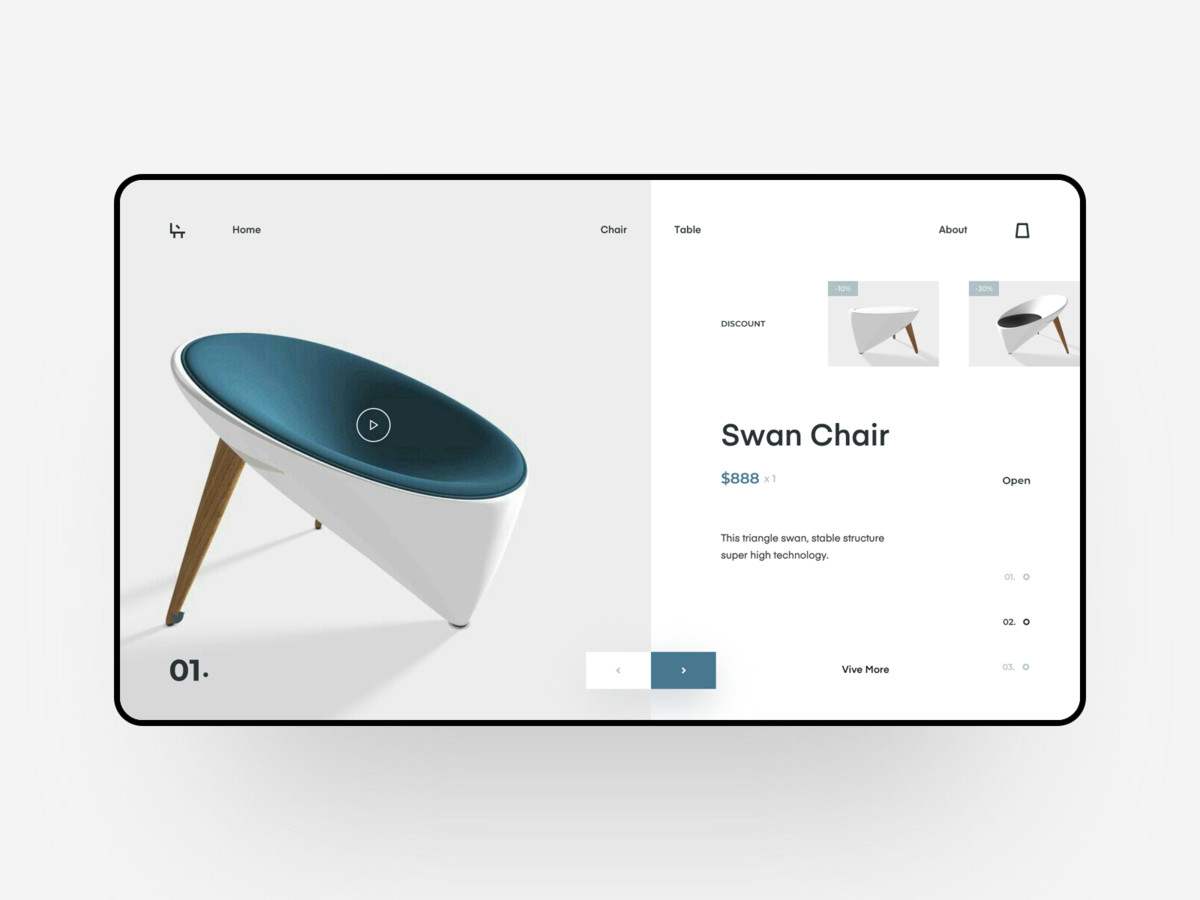 Home
Chair
Table
About
-10%
-30%
DISCOUNT
Swan Chair
$888 x 1
Open
This triangle swan, stable structure
super high technology.
01.
02.
03.
01.
Vive More